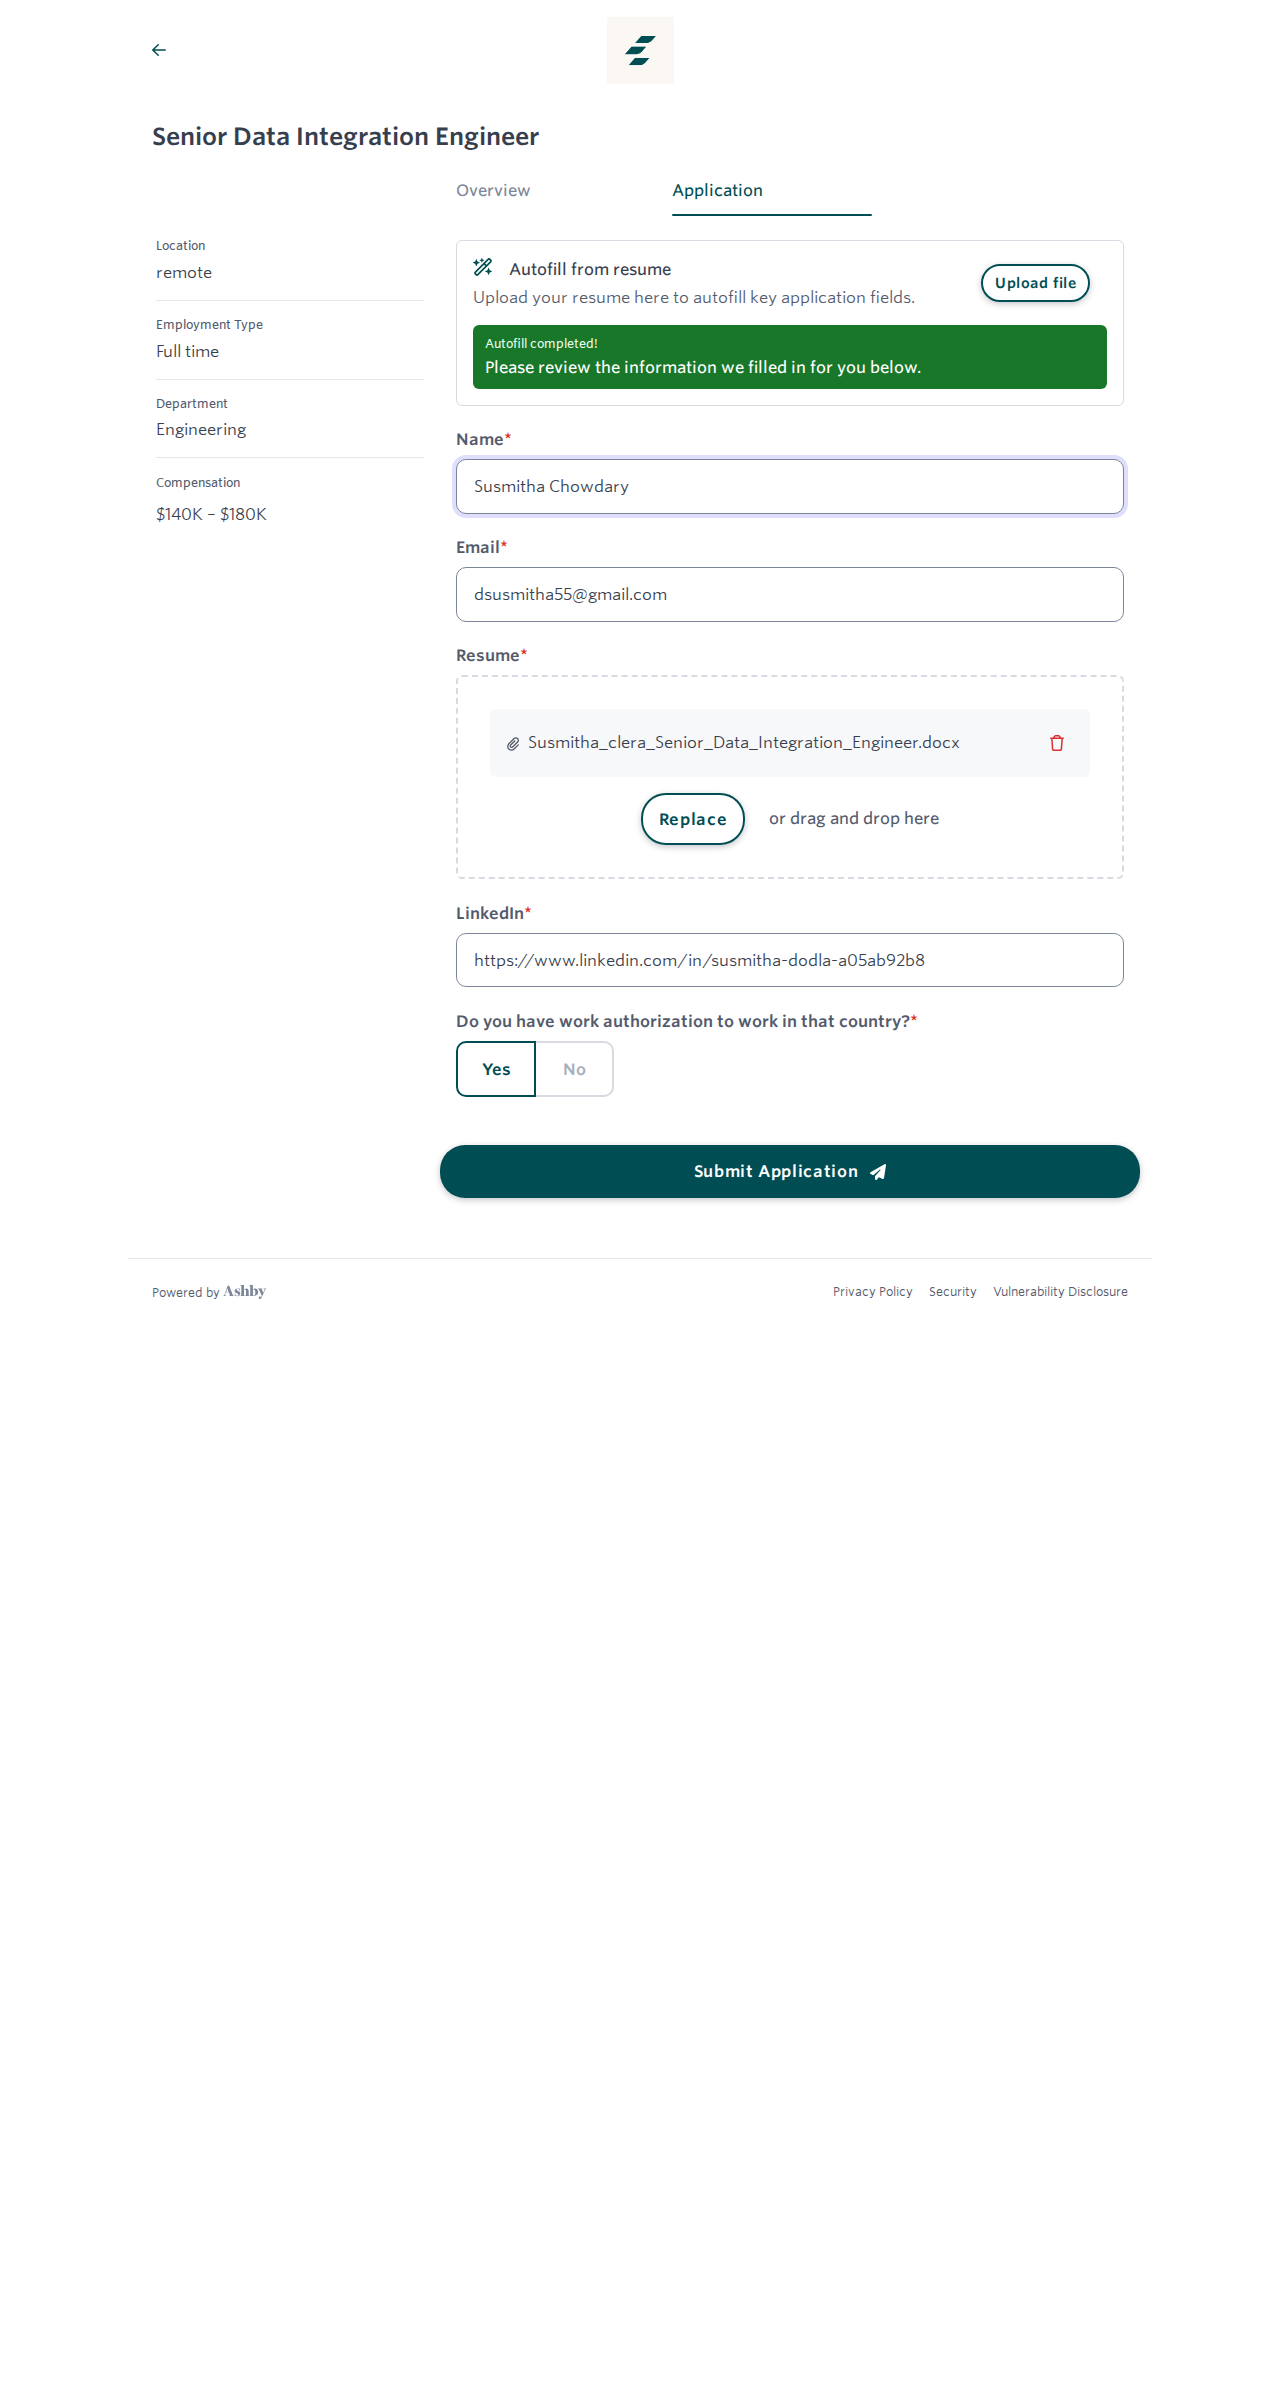 Senior Data Integration Engineer
Overview
Application
Location
remote
Employment Type
Full time
Department
Engineering
Compensation
$140K – $180K
Autofill from resume
Upload your resume here to autofill key application fields.
Upload file
Autofill completed!
Please review the information we filled in for you below.
Name*
Susmitha Chowdary
Email*
dsusmitha55@gmail.com
Resume*
Susmitha_clera_Senior_Data_Integration_Engineer.docx
Replace or drag and drop here
LinkedIn*
https://www.linkedin.com/in/susmitha-dodla-a05ab92b8
Do you have work authorization to work in that country?*
Yes No
Submit Application
Powered by Ashby
Privacy Policy Security Vulnerability Disclosure